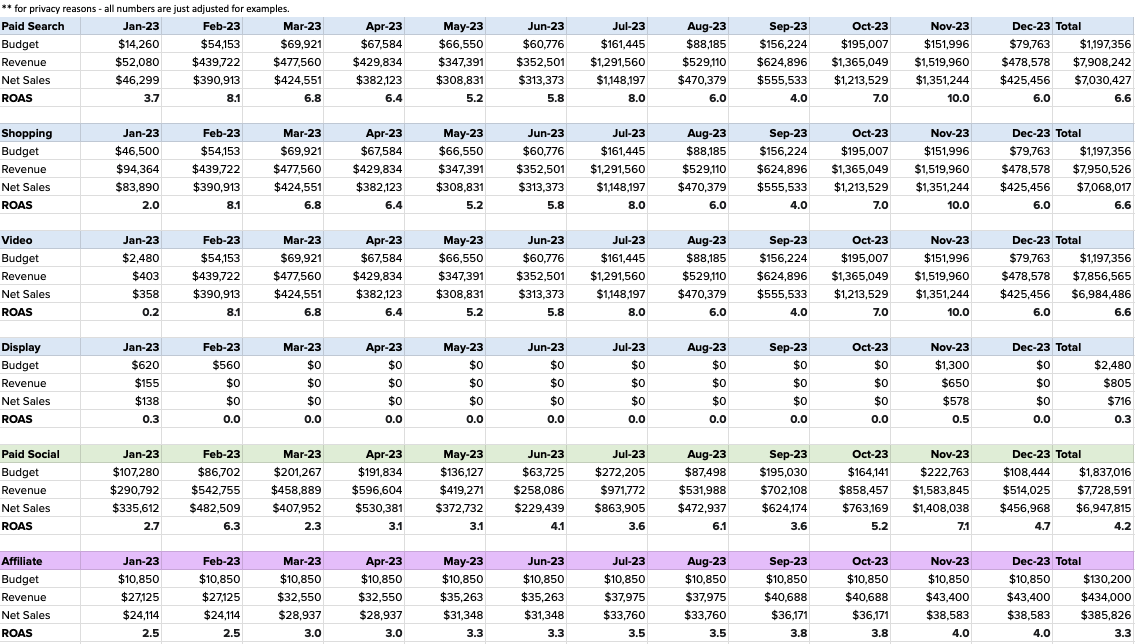 ** for privacy reasons - all numbers are just adjusted for examples.
Paid Search Jan-23 Feb-23 Mar-23 Apr-23 May-23 Jun-23 Jul-23 Aug-23 Sep-23 Oct-23 Nov-23 Dec-23 Total
Budget $14,260 $54,153 $69,921 $67,584 $66,550 $60,776 $161,445 $88,185 $156,224 $195,007 $151,996 $79,763 $1,197,356
Revenue $52,080 $439,722 $477,560 $429,834 $347,391 $352,501 $1,291,560 $529,110 $624,896 $1,365,049 $1,519,960 $478,578 $7,908,242
Net Sales $46,299 $390,913 $424,551 $382,123 $308,831 $313,373 $1,148,197 $470,379 $555,533 $1,213,529 $1,351,244 $425,456 $7,030,427
ROAS 3.7 8.1 6.8 6.4 5.2 5.8 8.0 6.0 4.0 7.0 10.0 6.0 6.6
Shopping Jan-23 Feb-23 Mar-23 Apr-23 May-23 Jun-23 Jul-23 Aug-23 Sep-23 Oct-23 Nov-23 Dec-23 Total
Budget $46,500 $54,153 $69,921 $67,584 $66,550 $60,776 $161,445 $88,185 $156,224 $195,007 $151,996 $79,763 $1,197,356
Revenue $94,364 $439,722 $477,560 $429,834 $347,391 $352,501 $1,291,560 $529,110 $624,896 $1,365,049 $1,519,960 $478,578 $7,950,526
Net Sales $83,890 $390,913 $424,551 $382,123 $308,831 $313,373 $1,148,197 $470,379 $555,533 $1,213,529 $1,351,244 $425,456 $7,068,017
ROAS 2.0 8.1 6.8 6.4 5.2 5.8 8.0 6.0 4.0 7.0 10.0 6.0 6.6
Video Jan-23 Feb-23 Mar-23 Apr-23 May-23 Jun-23 Jul-23 Aug-23 Sep-23 Oct-23 Nov-23 Dec-23 Total
Budget $2,480 $54,153 $69,921 $67,584 $66,550 $60,776 $161,445 $88,185 $156,224 $195,007 $151,996 $79,763 $1,197,356
Revenue $403 $439,722 $477,560 $429,834 $347,391 $352,501 $1,291,560 $529,110 $624,896 $1,365,049 $1,519,960 $478,578 $7,856,565
Net Sales $358 $390,913 $424,551 $382,123 $308,831 $313,373 $1,148,197 $470,379 $555,533 $1,213,529 $1,351,244 $425,456 $6,984,486
ROAS 0.2 8.1 6.8 6.4 5.2 5.8 8.0 6.0 4.0 7.0 10.0 6.0 6.6
Display Jan-23 Feb-23 Mar-23 Apr-23 May-23 Jun-23 Jul-23 Aug-23 Sep-23 Oct-23 Nov-23 Dec-23 Total
Budget $620 $560 $0 $0 $0 $0 $0 $0 $0 $0 $1,300 $0 $2,480
Revenue $155 $0 $0 $0 $0 $0 $0 $0 $0 $0 $650 $0 $805
Net Sales $138 $0 $0 $0 $0 $0 $0 $0 $0 $0 $578 $0 $716
ROAS 0.3 0.0 0.0 0.0 0.0 0.0 0.0 0.0 0.0 0.0 0.5 0.0 0.3
Paid Social Jan-23 Feb-23 Mar-23 Apr-23 May-23 Jun-23 Jul-23 Aug-23 Sep-23 Oct-23 Nov-23 Dec-23 Total
Budget $107,280 $86,702 $201,267 $191,834 $136,127 $63,725 $272,205 $87,498 $195,030 $164,141 $222,763 $108,444 $1,837,016
Revenue $290,792 $542,755 $458,889 $596,604 $419,271 $258,086 $971,772 $531,988 $702,108 $858,457 $1,583,845 $514,025 $7,728,591
Net Sales $335,612 $482,509 $407,952 $530,381 $372,732 $229,439 $863,905 $472,937 $624,174 $763,169 $1,408,038 $456,968 $6,947,815
ROAS 2.7 6.3 2.3 3.1 3.1 4.1 3.6 6.1 3.6 5.2 7.1 4.7 4.2
Affiliate Jan-23 Feb-23 Mar-23 Apr-23 May-23 Jun-23 Jul-23 Aug-23 Sep-23 Oct-23 Nov-23 Dec-23 Total
Budget $10,850 $10,850 $10,850 $10,850 $10,850 $10,850 $10,850 $10,850 $10,850 $10,850 $10,850 $10,850 $130,200
Revenue $27,125 $27,125 $32,550 $32,550 $35,263 $35,263 $37,975 $37,975 $40,688 $40,688 $43,400 $43,400 $434,000
Net Sales $24,114 $24,114 $28,937 $28,937 $31,348 $31,348 $33,760 $33,760 $36,171 $36,171 $38,583 $38,583 $385,826
ROAS 2.5 2.5 3.0 3.0 3.3 3.3 3.5 3.5 3.8 3.8 4.0 4.0 3.3